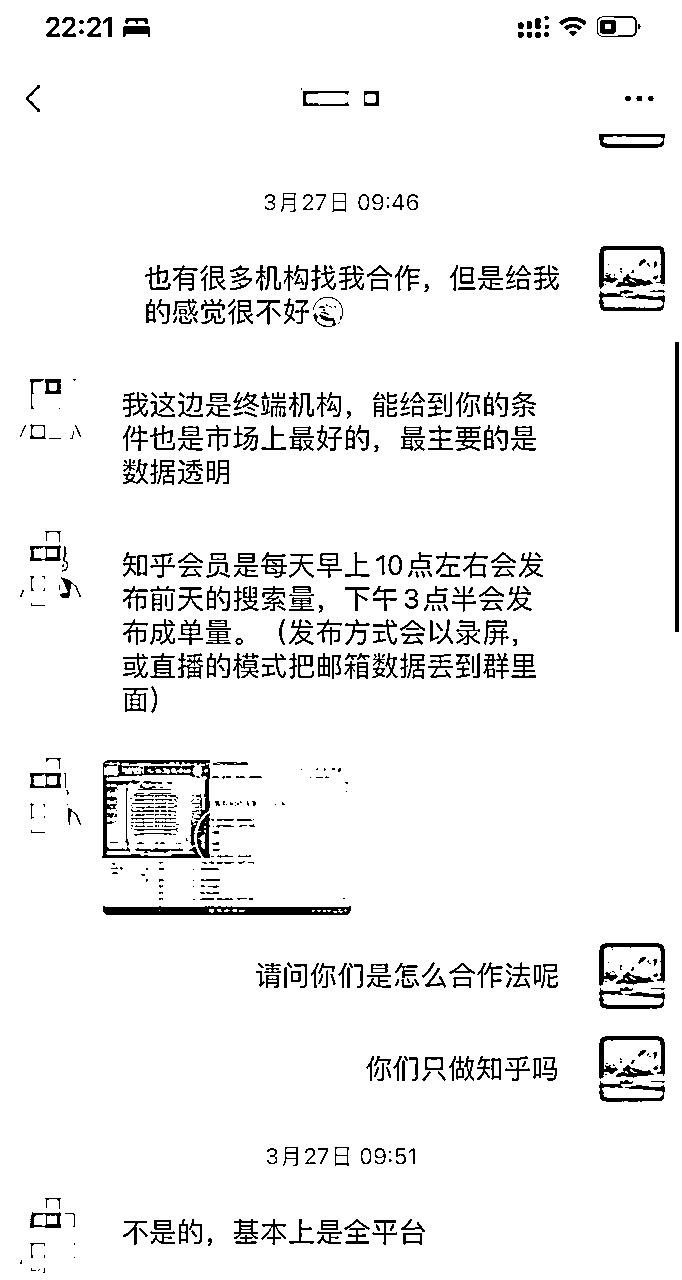 22:21
3月27日 09:46
也有很多机构找我合作，但是给我
的感觉很不好
我这边是终端机构，能给到你的条
件也是市场上最好的，最主要的是
数据透明
知乎会员是每天早上10点左右会发
布前天的搜索量，下午3点半会发
布成单量。（发布方式会以录屏，
或直播的模式把邮箱数据丢到群里
面）
请问你们是怎么合作法呢
你们只做知乎吗
3月27日 09:51
不是的，基本上是全平台